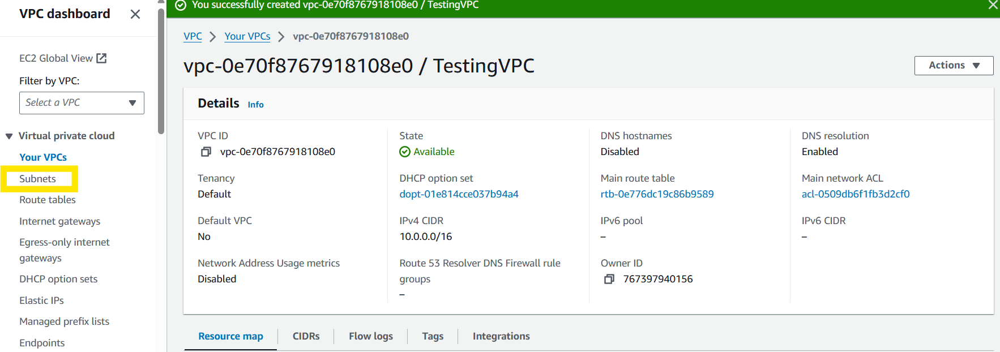 VPC dashboard
EC2 Global View
Filter by VPC:
Select a VPC
Virtual private cloud
Your VPCs
Subnets
Route tables
Internet gateways
Egress-only internet
gateways
DHCP option sets
Elastic IPs
Managed prefix lists
Endpoints
You successfully created vpc-0e70f8767918108e0 / TestingVPC
VPC > Your VPCs > vpc-0e70f8767918108e0
vpc-0e70f8767918108e0 / TestingVPC
Actions
Details Info
VPC ID
vpc-0e70f8767918108e0
State
Available
DNS hostnames
Disabled
DNS resolution
Enabled
Tenancy
Default
DHCP option set
dopt-01e814cce037b94a4
Main route table
rtb-0e776dc19c86b9589
Main network ACL
acl-0509db6f1fb3d2cf0
Default VPC
No
IPv4 CIDR
10.0.0.0/16
IPv6 pool
–
IPv6 CIDR
–
Network Address Usage metrics
Disabled
Route 53 Resolver DNS Firewall rule
groups
–
Owner ID
767397940156
Resource map
CIDRs
Flow logs
Tags
Integrations